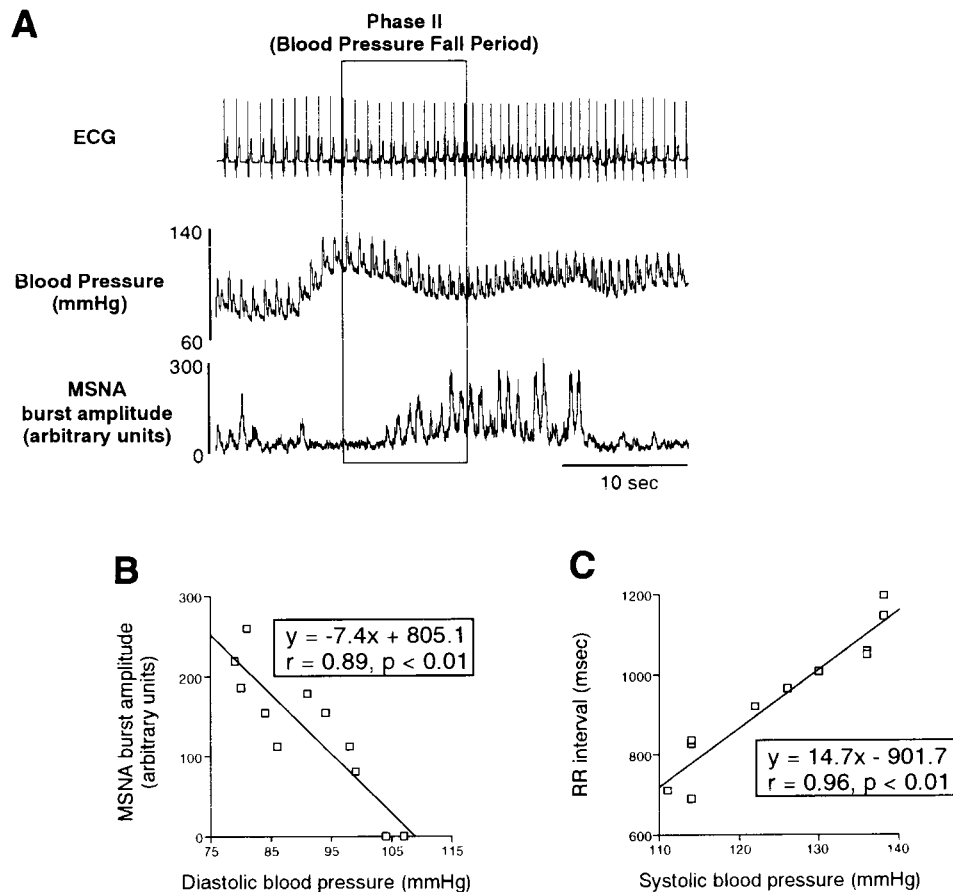 A
Phase II
(Blood Pressure Fall Period)
ECG
140
Blood Pressure
(mmHg)
60
300
MSNA
burst amplitude
(arbitrary units)
0
10 sec
B
MSNA burst amplitude
(arbitrary units)
300
200
100
0
y = -7.4x + 805.1
r = 0.89, p < 0.01
75 85 95 105 115
Diastolic blood pressure (mmHg)
C
RR interval (msec)
1200
1000
800
600
y = 14.7x - 901.7
r = 0.96, p < 0.01
110 120 130 140
Systolic blood pressure (mmHg)